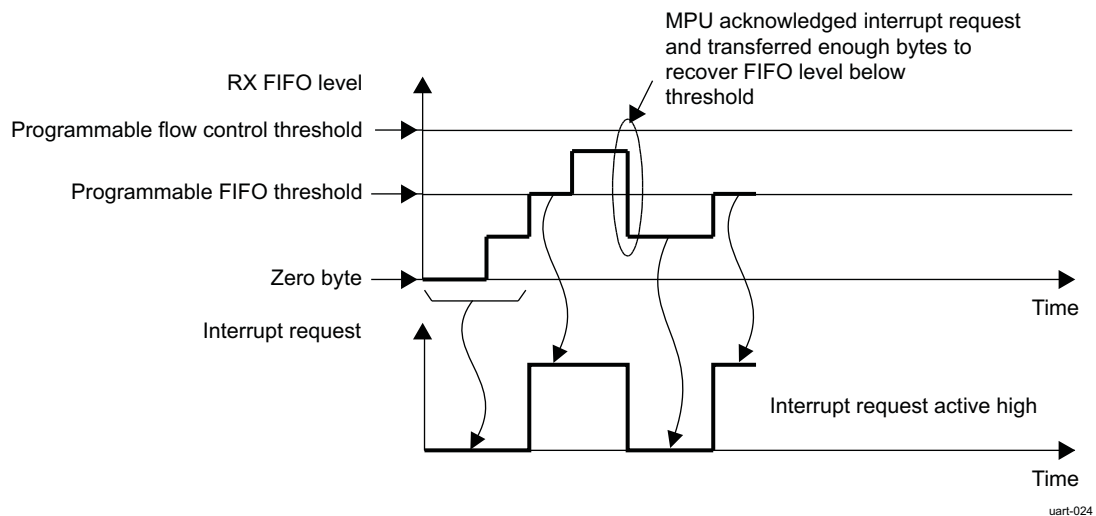 MPU acknowledged interrupt request
and transferred enough bytes to
recover FIFO level below
threshold
RX FIFO level
Programmable flow control threshold
Programmable FIFO threshold
Zero byte
Time
Interrupt request
Interrupt request active high
Time
uart-024